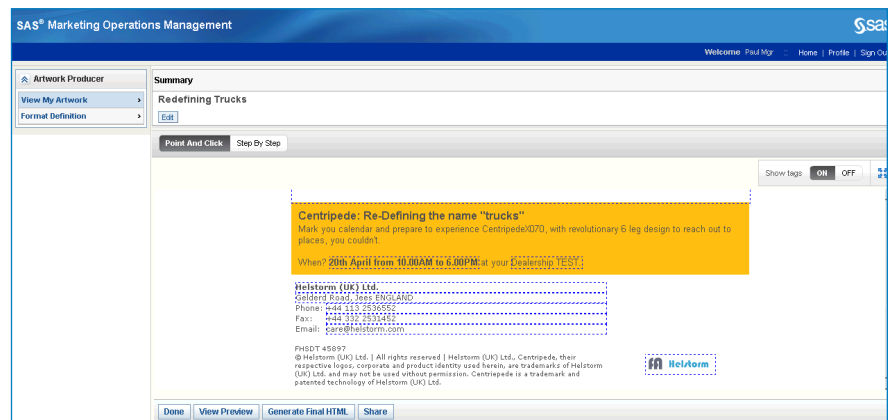 SAS® Marketing Operations Management
Ssas
Welcome Paul Mgr :: Home | Profile | Sign Ou
Artwork Producer
View My Artwork
Format Definition
Summary
Redefining Trucks
Edit
Point And Click Step By Step
Show tags ON OFF
Centripede: Re-Defining the name "trucks"
Mark you calendar and prepare to experience CentripedeX070, with revolutionary 6 leg design to reach out to
places, you couldn't.
When? 20th April from 10.00AM to 6.00PM at your Dealership TEST.
Helstorm (UK) Ltd.
Gelderd Road, Jees ENGLAND
Phone: +44 113 2536552
Fax: +44 332 2531452
Email: care@helstorm.com
FHSDT 45897
© Helstorm (UK) Ltd. | All rights reserved | Helstorm (UK) Ltd., Centripede, their
respective logos, corporate and product identity used herein, are trademarks of Helstorm
(UK) Ltd. and may not be used without permission. Centripede is a trademark and
patented technology of Helstorm (UK) Ltd.
Helstorm
Done View Preview Generate Final HTML Share